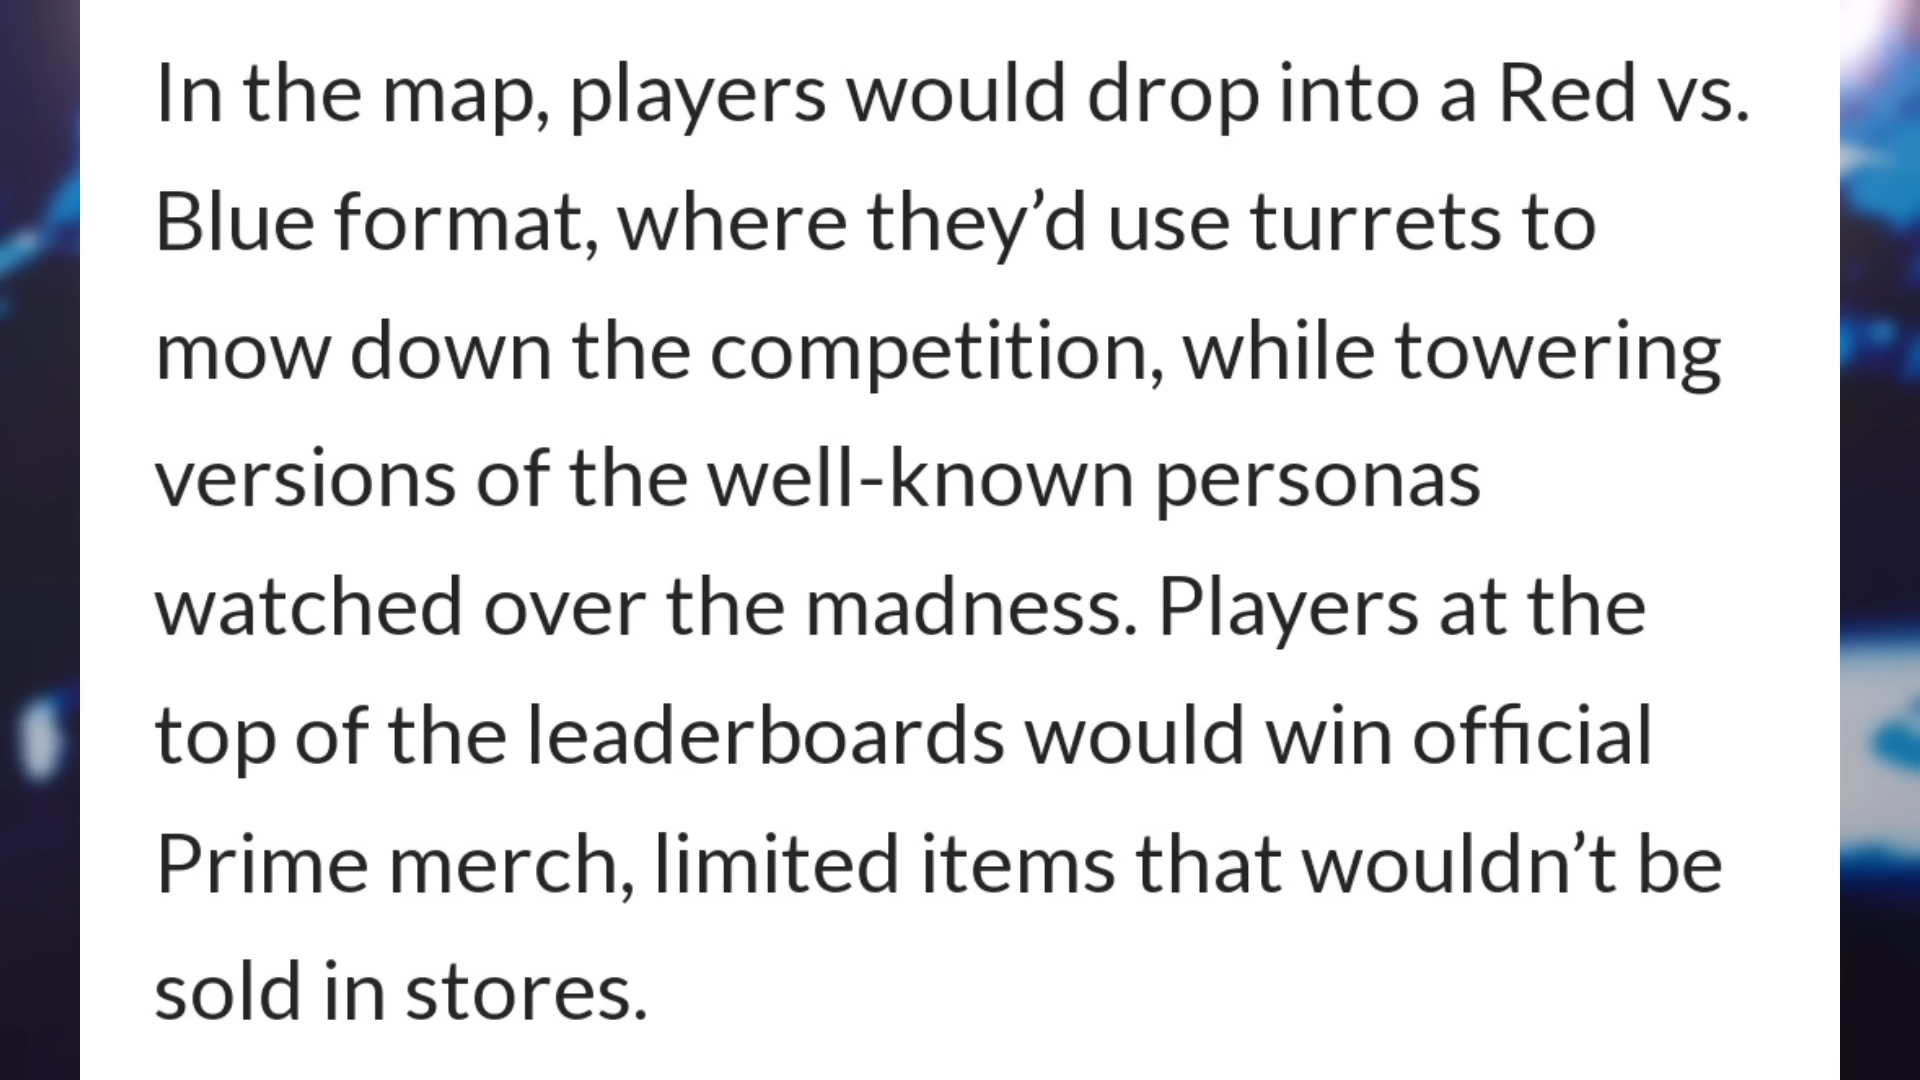 In the map, players would drop into a Red vs.
Blue format, where they’d use turrets to
mow down the competition, while towering
versions of the well-known personas
watched over the madness. Players at the
top of the leaderboards would win official
Prime merch, limited items that wouldn’t be
sold in stores.